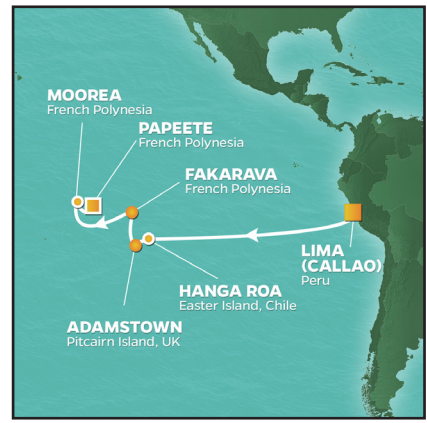 MOOREA
French Polynesia
PAPEETE
French Polynesia
FAKARAVA
French Polynesia
LIMA
(CALLAO)
Peru
HANGA ROA
Easter Island, Chile
ADAMSTOWN
Pitcairn Island, UK